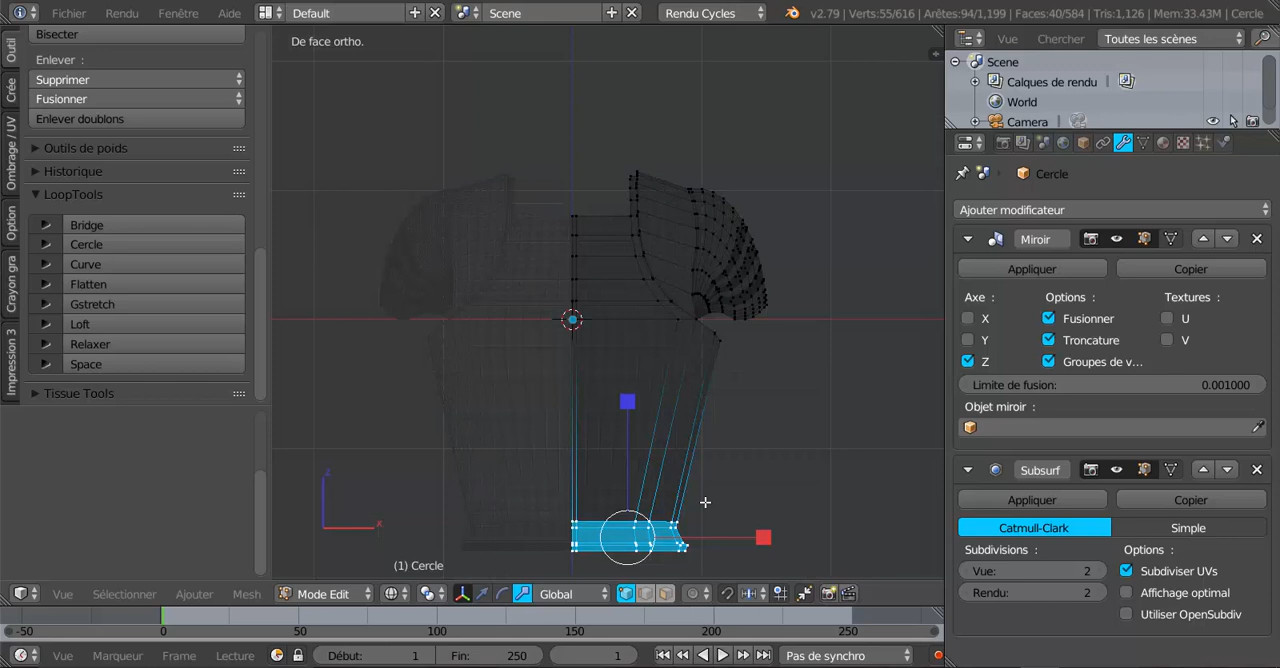 Fichier Rendu Fenêtre Aide Default Scene Rendu Cycles v2.79 | Verts:55/616 | Arêtes:94/1,199 | Faces:40/584 | Tris:1,126 | Mem:33.43M | Cercle
Outil
Crée
Ombrage / UV
Option
Crayon gra
Impression 3
Bisecter
Enlever :
Supprimer
Fusionner
Enlever doublons
Outils de poids
Historique
LoopTools
Bridge
Cercle
Curve
Flatten
Gstretch
Loft
Relaxer
Space
Tissue Tools
De face ortho.
z
x
(1) Cercle
Vue Sélectionner Ajouter Mesh Mode Edit Global
-50 0 50 100 150 200 250
Vue Marqueur Frame Lecture Début: 1 Fin: 250 1 Pas de synchro
Vue Chercher Toutes les scènes
Scene
Calques de rendu |
World
Camera
Cercle
Ajouter modificateur
Miroir
Appliquer Copier
Axe : Options : Textures :
X Fusionner U
Y Troncature V
Z Groupes de v...
Limite de fusion: 0.001000
Objet miroir :
Subsurf
Appliquer Copier
Catmull-Clark Simple
Subdivisions : Options :
Vue: 2 Subdiviser UVs
Rendu: 2 Affichage optimal
Utiliser OpenSubdiv